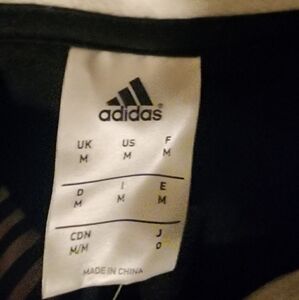 adidas
UK US F
M M M
D I E
M M M
CDN J
M/M O
MADE IN CHINA